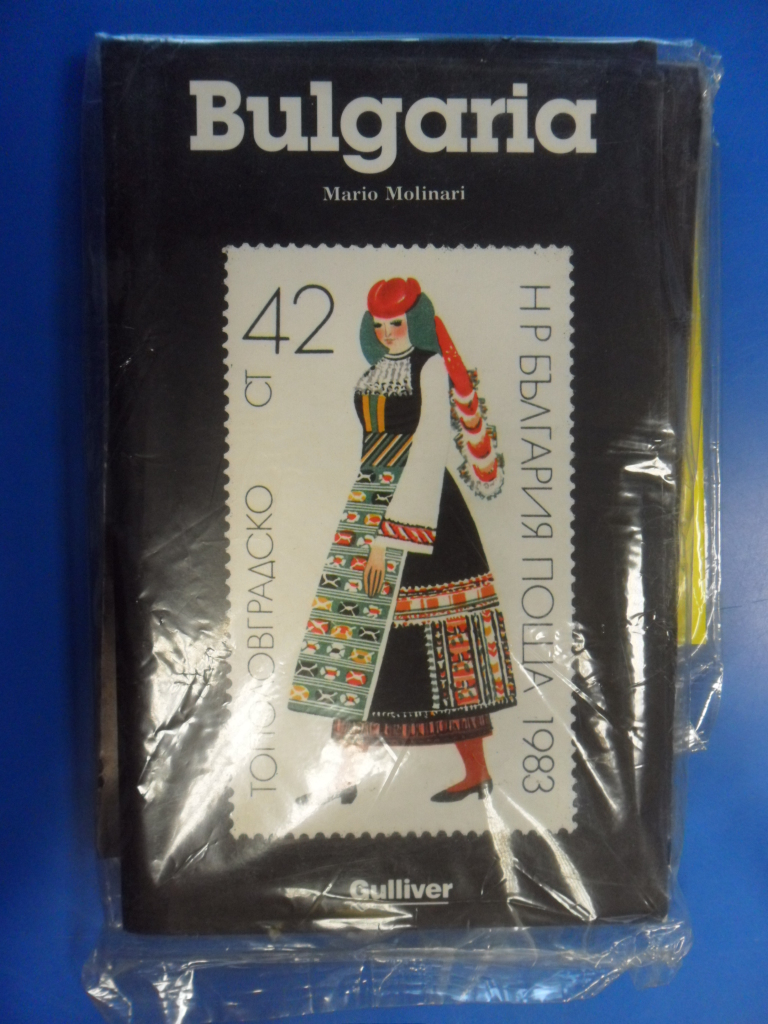 Bulgaria
Mario Molinari
42
СТ
ТОПОЛОВГРАДСКО
НР БЪЛГАРИЯ ПОЩА 1983
Gulliver